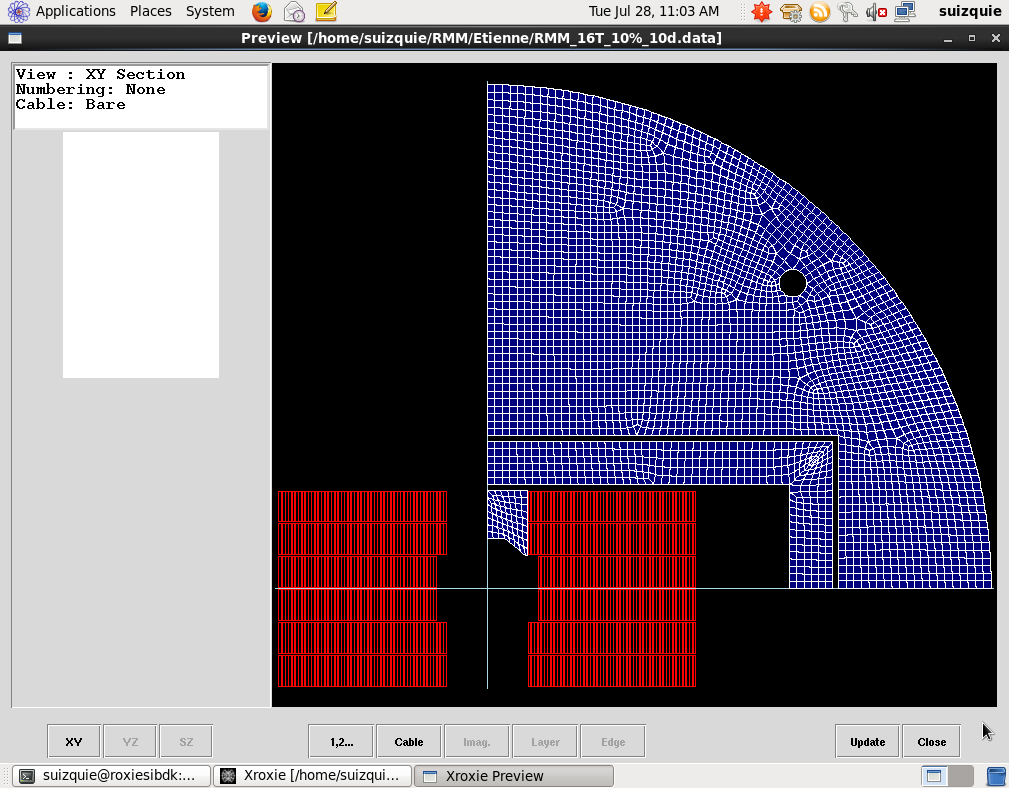 Applications Places System Tue Jul 28, 11:03 AM suizquie
Preview [/home/suizquie/RMM/Etienne/RMM_16T_10%_10d.data]
View : XY Section
Numbering: None
Cable: Bare
XY YZ SZ 1,2... Cable Imag. Layer Edge Update Close
suizquie@roxiesibdk:... Xroxie [/home/suizqui... Xroxie Preview